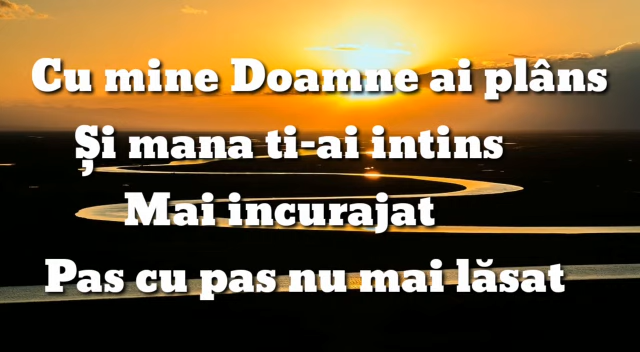 Cu mine Doamne ai plâns
Și mana ti-ai intins
Mai incurajat
Pas cu pas nu mai lăsat